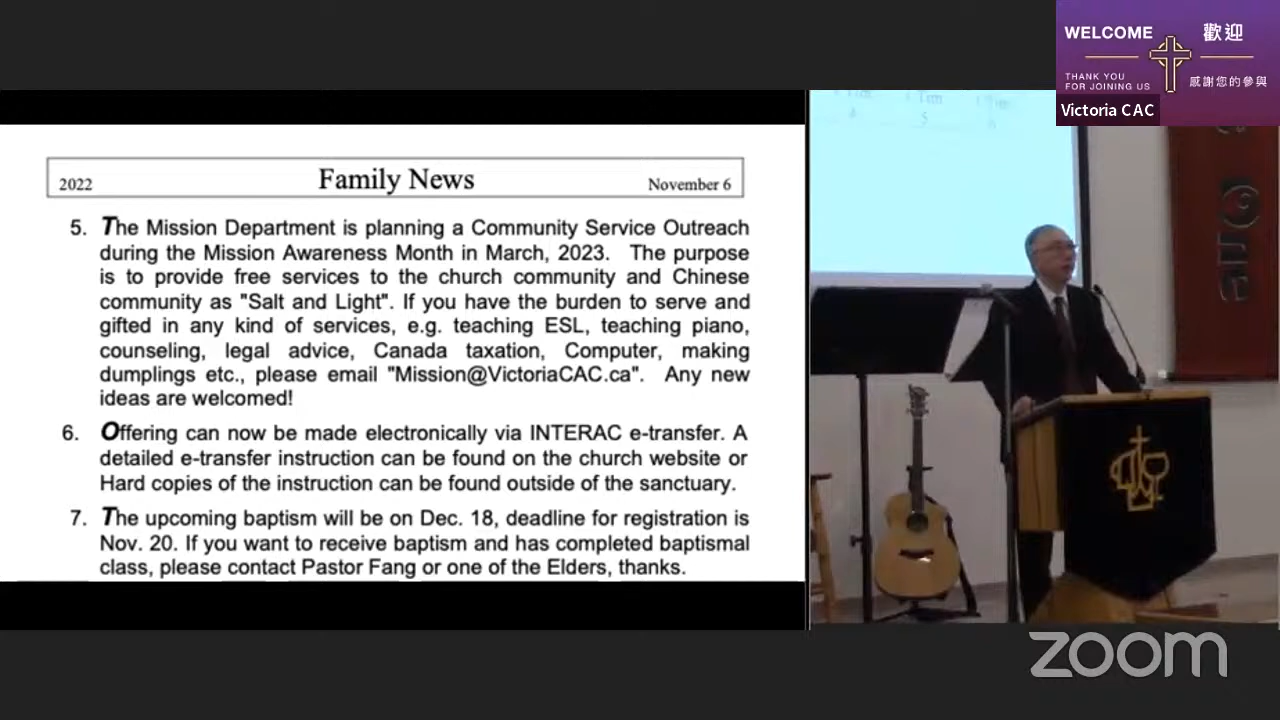 WELCOME 歡迎
THANK YOU
FOR JOINING US
感謝您的參與
Victoria CAC
2022 Family News November 6
5. The Mission Department is planning a Community Service Outreach
during the Mission Awareness Month in March, 2023. The purpose
is to provide free services to the church community and Chinese
community as "Salt and Light". If you have the burden to serve and
gifted in any kind of services, e.g. teaching ESL, teaching piano,
counseling, legal advice, Canada taxation, Computer, making
dumplings etc., please email "Mission@VictoriaCAC.ca". Any new
ideas are welcomed!
6. Offering can now be made electronically via INTERAC e-transfer. A
detailed e-transfer instruction can be found on the church website or
Hard copies of the instruction can be found outside of the sanctuary.
7. The upcoming baptism will be on Dec. 18, deadline for registration is
Nov. 20. If you want to receive baptism and has completed baptismal
class, please contact Pastor Fang or one of the Elders, thanks.
One
zoom